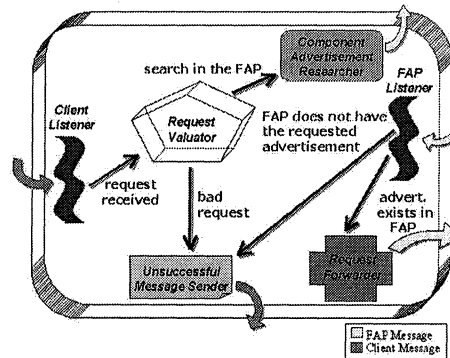 Component
Advertisement
Researcher
search in the FAP
FAP
Listener
Client
Listener
Request
Valuator
FAP does not have
the requested
advertisement
request
received
bad
request
advert.
exists in
FAP
Unsuccessful
Message Sender
Request
Forwarder
FAP Message
Client Message